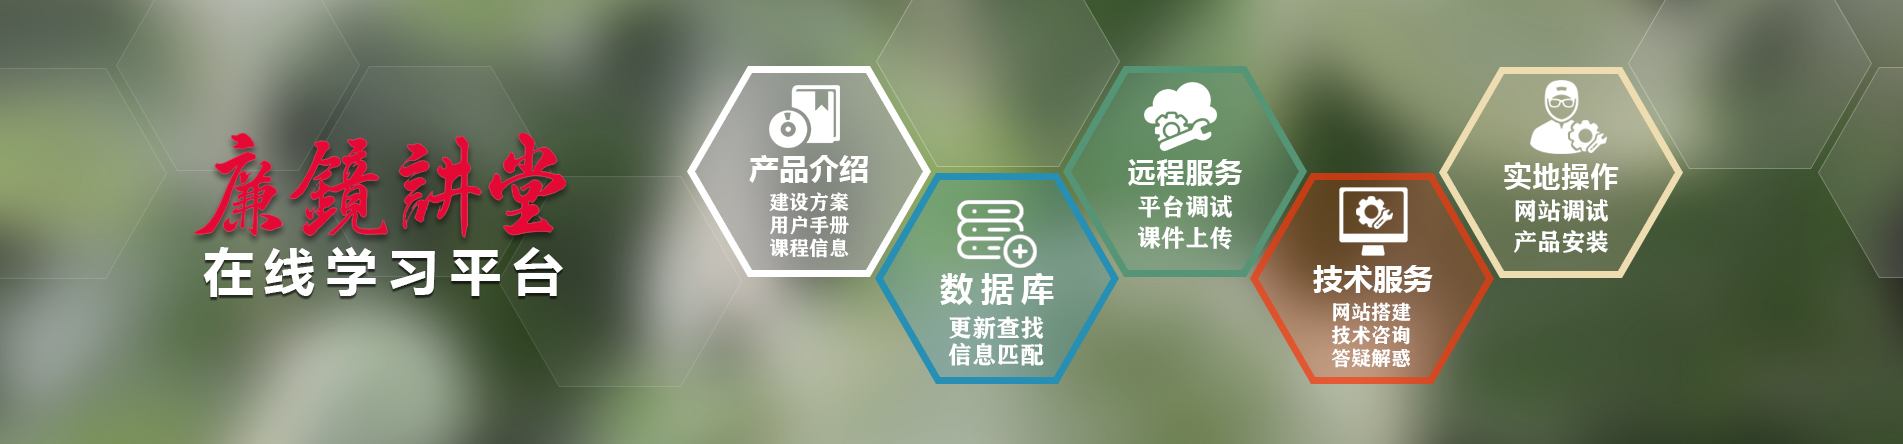 廉鏡講堂
在线学习平台
产品介绍
建设方案
用户手册
课程信息
数据库
更新查找
信息匹配
远程服务
平台调试
课件上传
技术服务
网站搭建
技术咨询
答疑解惑
实地操作
网站调试
产品安装